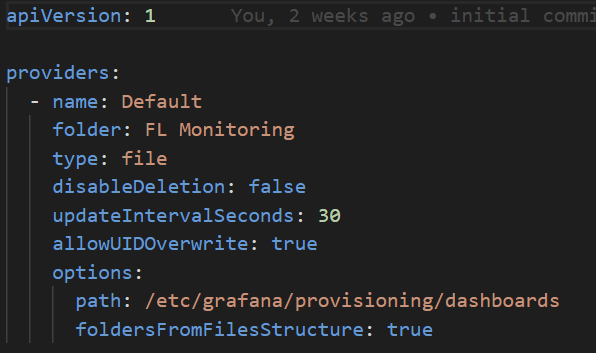 apiVersion: 1 You, 2 weeks ago • initial commi
providers:
- name: Default
folder: FL Monitoring
type: file
disableDeletion: false
updateIntervalSeconds: 30
allowUIDOverwrite: true
options:
path: /etc/grafana/provisioning/dashboards
foldersFromFilesStructure: true